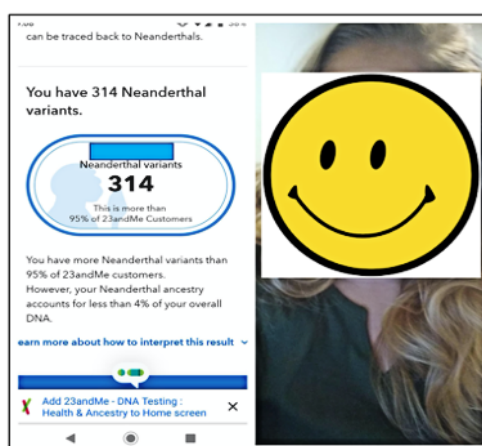 can be traced back to Neanderthals.
You have 314 Neanderthal
variants.
Neanderthal variants
314
This is more than
95% of 23andMe Customers
You have more Neanderthal variants than
95% of 23andMe customers.
However, your Neanderthal ancestry
accounts for less than 4% of your overall
DNA.
earn more about how to interpret this result
Add 23andMe - DNA Testing :
Health & Ancestry to Home screen